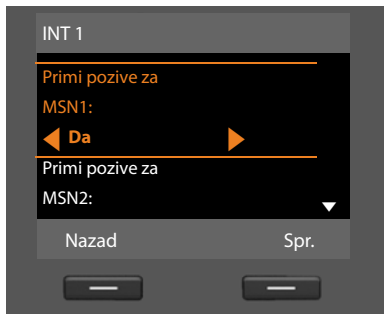 INT 1
Primi pozive za
MSN1:
Da
Primi pozive za
MSN2:
Nazad Spr.